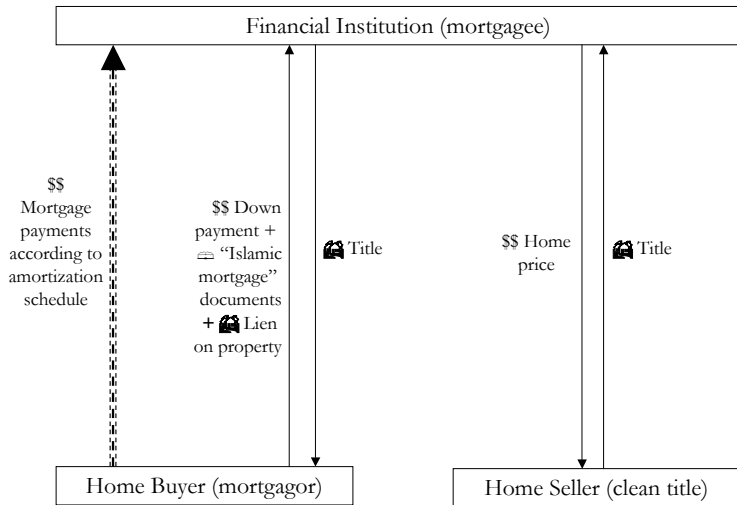 Financial Institution (mortgagee)
$$
Mortgage
payments
according to
amortization
schedule
$$ Down
payment +
“Islamic
mortgage”
documents
+ Lien
on property
Title
$$ Home
price
Title
Home Buyer (mortgagor)
Home Seller (clean title)